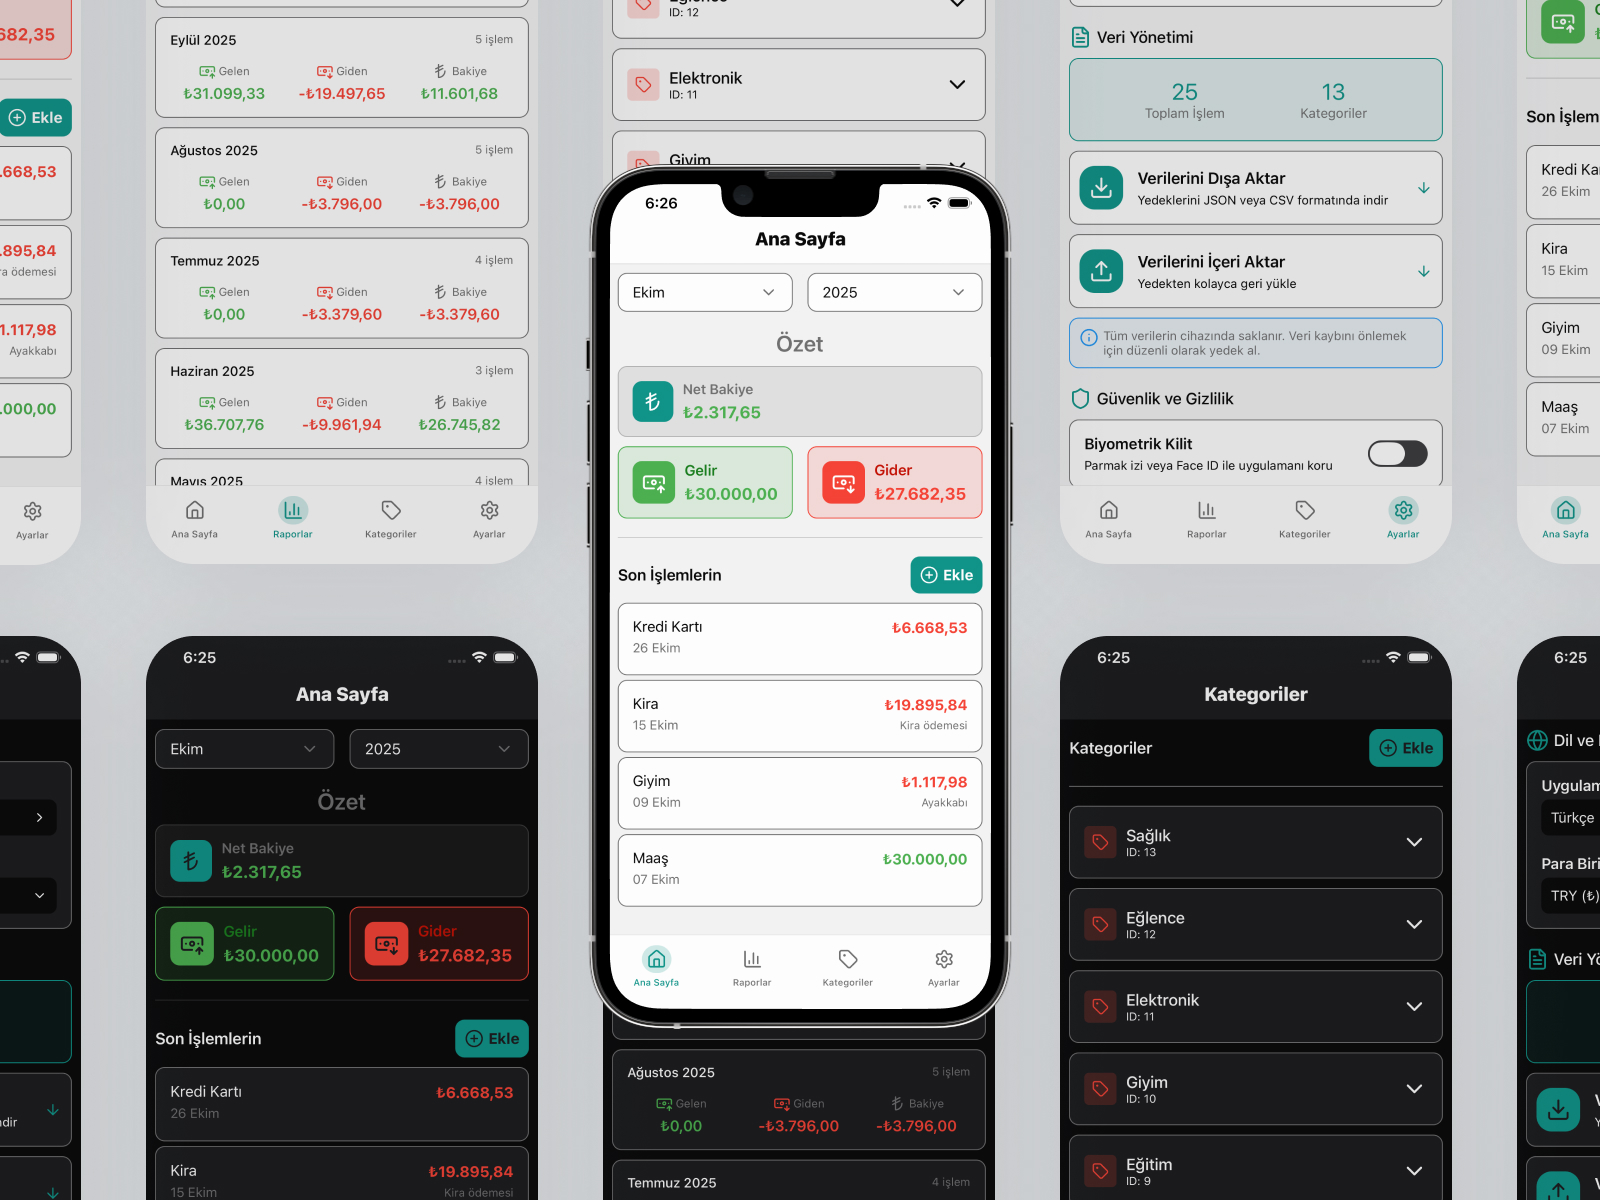 682,35
Ekle
.668,53
.895,84
ra ödemesi
1.117,98
Ayakkabı
.000,00
Ayarlar
Eylül 2025
5 işlem
Gelen
Giden
Bakiye
₺31.099,33
-₺19.497,65
₺11.601,68
Ağustos 2025
5 işlem
Gelen
Giden
Bakiye
₺0,00
-₺3.796,00
-₺3.796,00
Temmuz 2025
4 işlem
Gelen
Giden
Bakiye
₺0,00
-₺3.379,60
-₺3.379,60
Haziran 2025
3 işlem
Gelen
Giden
Bakiye
₺36.707,76
-₺9.961,94
₺26.745,82
Mayıs 2025
4 işlem
Ana Sayfa
Raporlar
Kategoriler
Ayarlar
Eğlence
ID: 12
Elektronik
ID: 11
Giyim
6:26
Ana Sayfa
Ekim
2025
Özet
Net Bakiye
₺2.317,65
Gelir
₺30.000,00
Gider
₺27.682,35
Son İşlemlerin
Ekle
Kredi Kartı
₺6.668,53
26 Ekim
Kira
₺19.895,84
15 Ekim
Kira ödemesi
Giyim
₺1.117,98
09 Ekim
Ayakkabı
Maaş
₺30.000,00
07 Ekim
Ana Sayfa
Raporlar
Kategoriler
Ayarlar
Veri Yönetimi
25
Toplam İşlem
13
Kategoriler
Verilerini Dışa Aktar
Yedeklerini JSON veya CSV formatında indir
Verilerini İçeri Aktar
Yedekten kolayca geri yükle
Tüm verilerin cihazında saklanır. Veri kaybını önlemek
için düzenli olarak yedek al.
Güvenlik ve Gizlilik
Biyometrik Kilit
Parmak izi veya Face ID ile uygulamanı koru
Ana Sayfa
Raporlar
Kategoriler
Ayarlar
Son İşlem
Kredi Ka
26 Ekim
Kira
15 Ekim
Giyim
09 Ekim
Maaş
07 Ekim
Ana Sayfa
ndir
6:25
Ana Sayfa
Ekim
2025
Özet
Net Bakiye
₺2.317,65
Gelir
₺30.000,00
Gider
₺27.682,35
Son İşlemlerin
Ekle
Kredi Kartı
₺6.668,53
26 Ekim
Kira
₺19.895,84
15 Ekim
Kira ödemesi
Ağustos 2025
5 işlem
Gelen
Giden
Bakiye
₺0,00
-₺3.796,00
-₺3.796,00
Temmuz 2025
4 işlem
6:25
Kategoriler
Kategoriler
Ekle
Sağlık
ID: 13
Eğlence
ID: 12
Elektronik
ID: 11
Giyim
ID: 10
Eğitim
ID: 9
6:25
Dil ve
Uygulam
Türkçe
Para Biri
TRY (₺)
Veri Yö